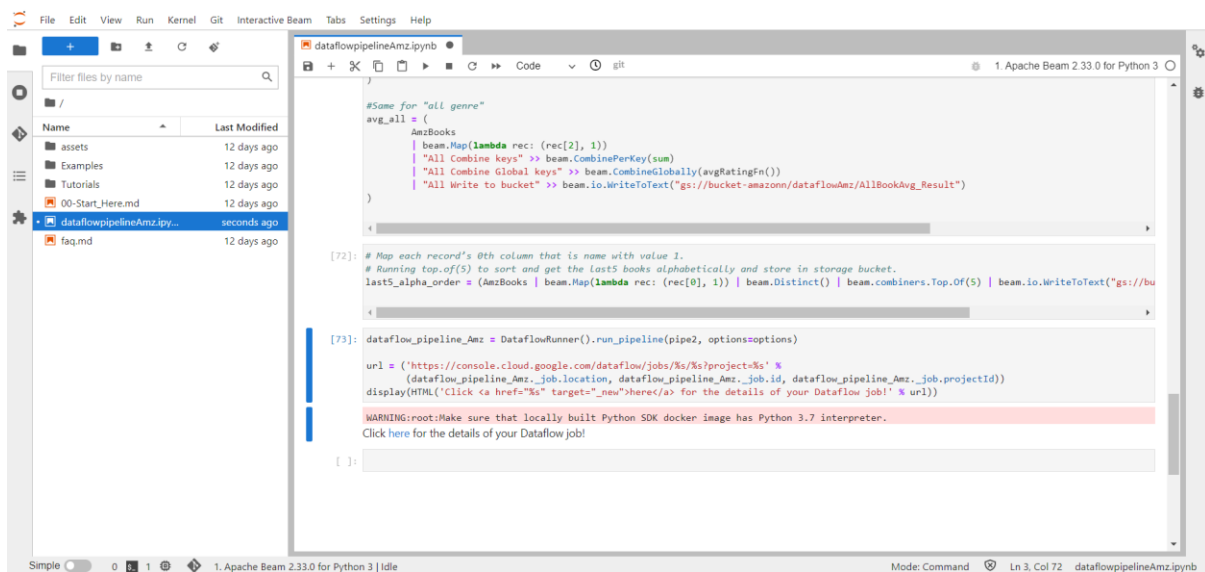 File Edit View Run Kernel Git Interactive Beam Tabs Settings Help
+
Filter files by name
/
Name Last Modified
assets 12 days ago
Examples 12 days ago
Tutorials 12 days ago
00-Start_Here.md 12 days ago
dataflowpipelineAmz.ipy... seconds ago
faq.md 12 days ago
dataflowpipelineAmz.ipynb
Code git 1. Apache Beam 2.33.0 for Python 3
)
#Same for "all genre"
avg_all = (
AmzBooks
| beam.Map(lambda rec: (rec[2], 1))
| "All Combine keys" >> beam.CombinePerKey(sum)
| "All Combine Global keys" >> beam.CombineGlobally(avgRatingFn())
| "All Write to bucket" >> beam.io.WriteToText("gs://bucket-amazonn/dataflowAmz/AllBookAvg_Result")
)
[72]: # Map each record's 0th column that is name with value 1.
# Running top.of(5) to sort and get the last5 books alphabetically and store in storage bucket.
last5_alpha_order = (AmzBooks | beam.Map(lambda rec: (rec[0], 1)) | beam.Distinct() | beam.combiners.Top.Of(5) | beam.io.WriteToText("gs://bu
[73]: dataflow_pipeline_Amz = DataflowRunner().run_pipeline(pipe2, options=options)
url = ('https://console.cloud.google.com/dataflow/jobs/%s/%s?project=%s' %
(dataflow_pipeline_Amz._job.location, dataflow_pipeline_Amz._job.id, dataflow_pipeline_Amz._job.projectId))
display(HTML('Click <a href="%s" target="_new">here</a> for the details of your Dataflow job!' % url))
WARNING:root:Make sure that locally built Python SDK docker image has Python 3.7 interpreter.
Click here for the details of your Dataflow job!
[ ]:
Simple 0 1 1. Apache Beam 2.33.0 for Python 3 | Idle Mode: Command Ln 3, Col 72 dataflowpipelineAmz.ipynb